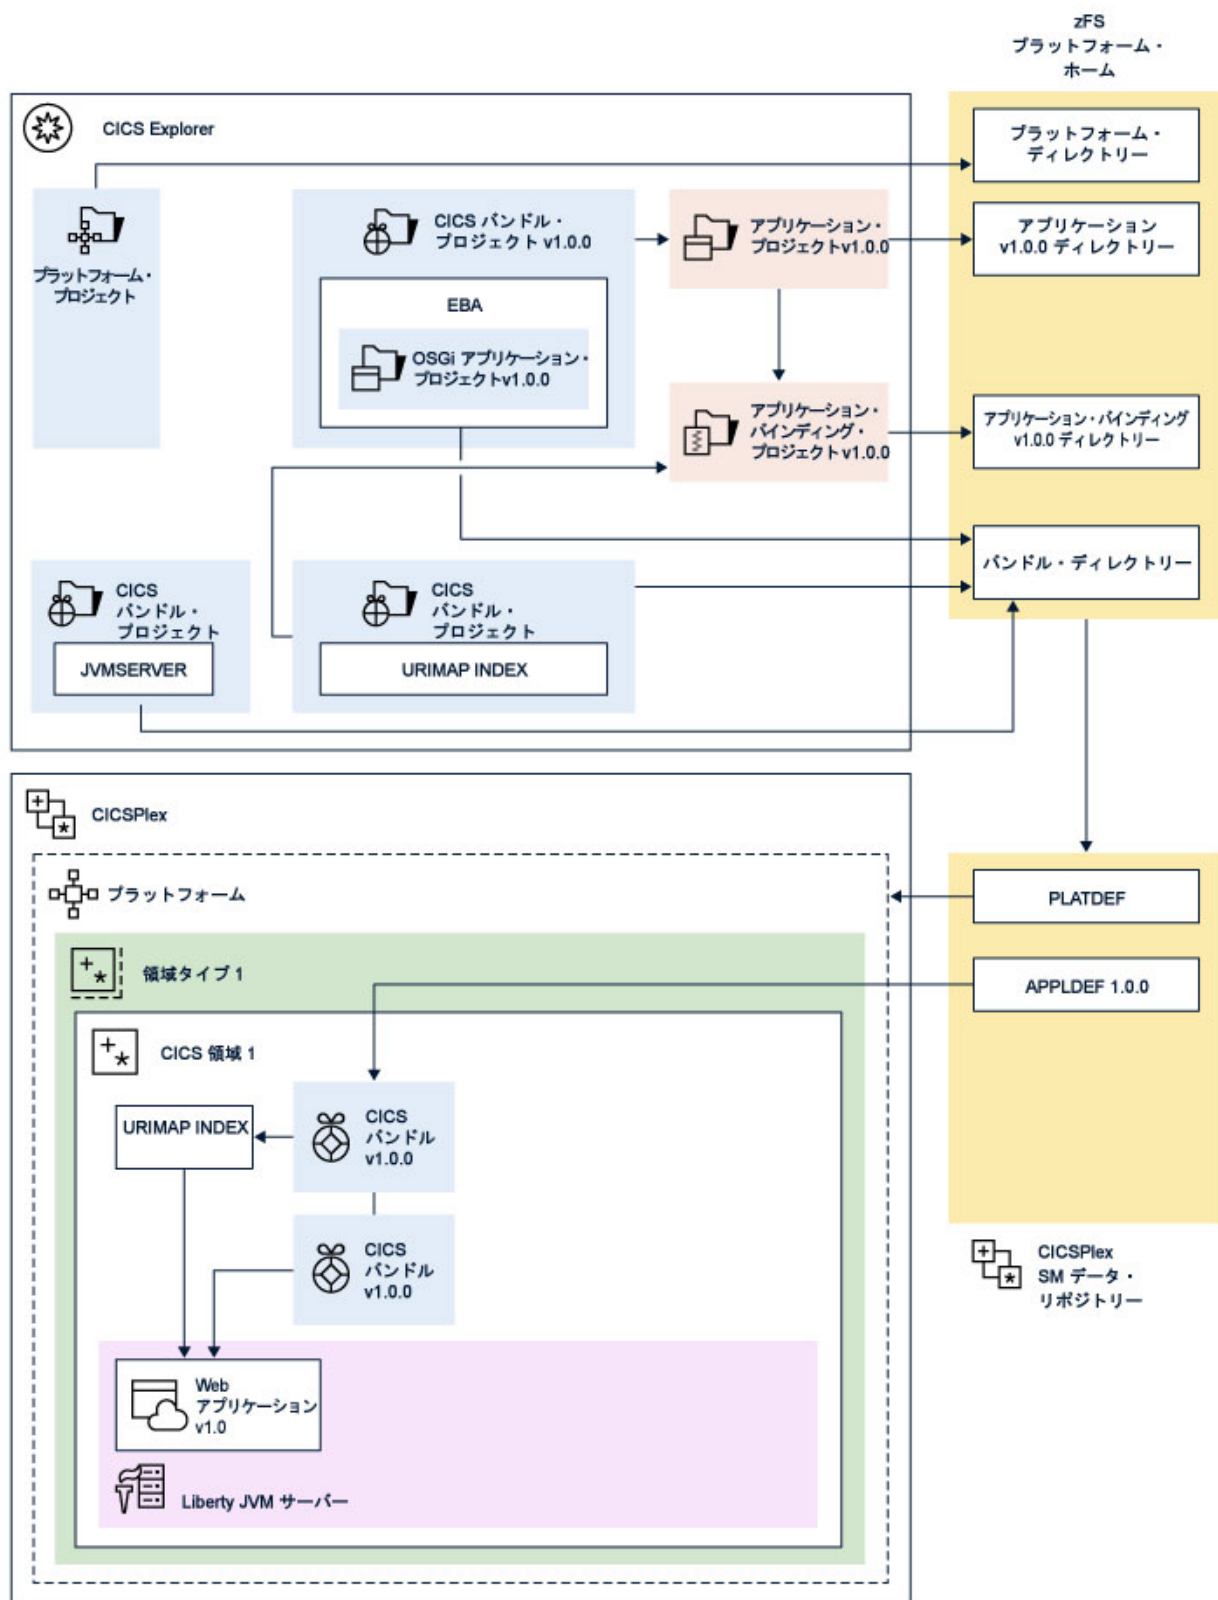 zFS
プラットフォーム・
ホーム
CICS Explorer
プラットフォーム・
ディレクトリー
プラットフォーム・
プロジェクト
CICS バンドル・
プロジェクト v1.0.0
アプリケーション・
プロジェクトv1.0.0
アプリケーション
v1.0.0 ディレクトリー
EBA
OSGi アプリケーション・
プロジェクトv1.0.0
アプリケーション・
バインディング・
プロジェクト v1.0.0
アプリケーション・バインディング
v1.0.0 ディレクトリー
バンドル・ディレクトリー
CICS
バンドル・
プロジェクト
JVMSERVER
CICS
バンドル・
プロジェクト
URIMAP INDEX
CICSPlex
プラットフォーム
PLATDEF
領域タイプ 1
APPLDEF 1.0.0
CICS 領域 1
URIMAP INDEX
CICS
バンドル
v1.0.0
CICS
バンドル
v1.0.0
CICSPlex
SM データ・
リポジトリー
Web
アプリケーション
v1.0
Liberty JVM サーバー